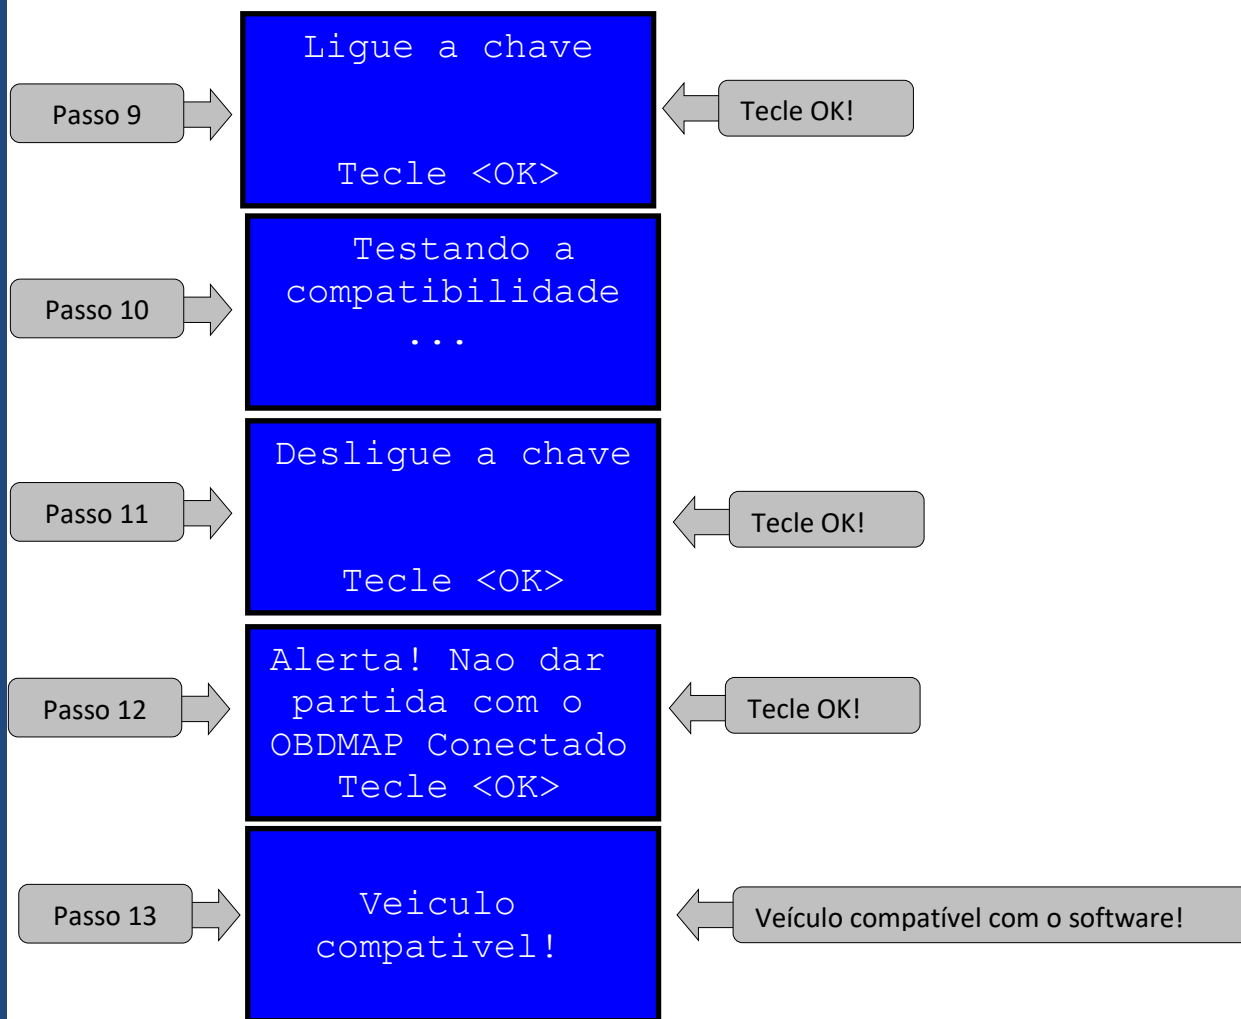 Passo 9
Ligue a chave
Tecle <OK>
Tecle OK!
Passo 10
Testando a
compatibilidade
...
Passo 11
Desligue a chave
Tecle <OK>
Tecle OK!
Passo 12
Alerta! Nao dar
partida com o
OBDMAP Conectado
Tecle <OK>
Tecle OK!
Passo 13
Veiculo
compativel!
Veículo compatível com o software!